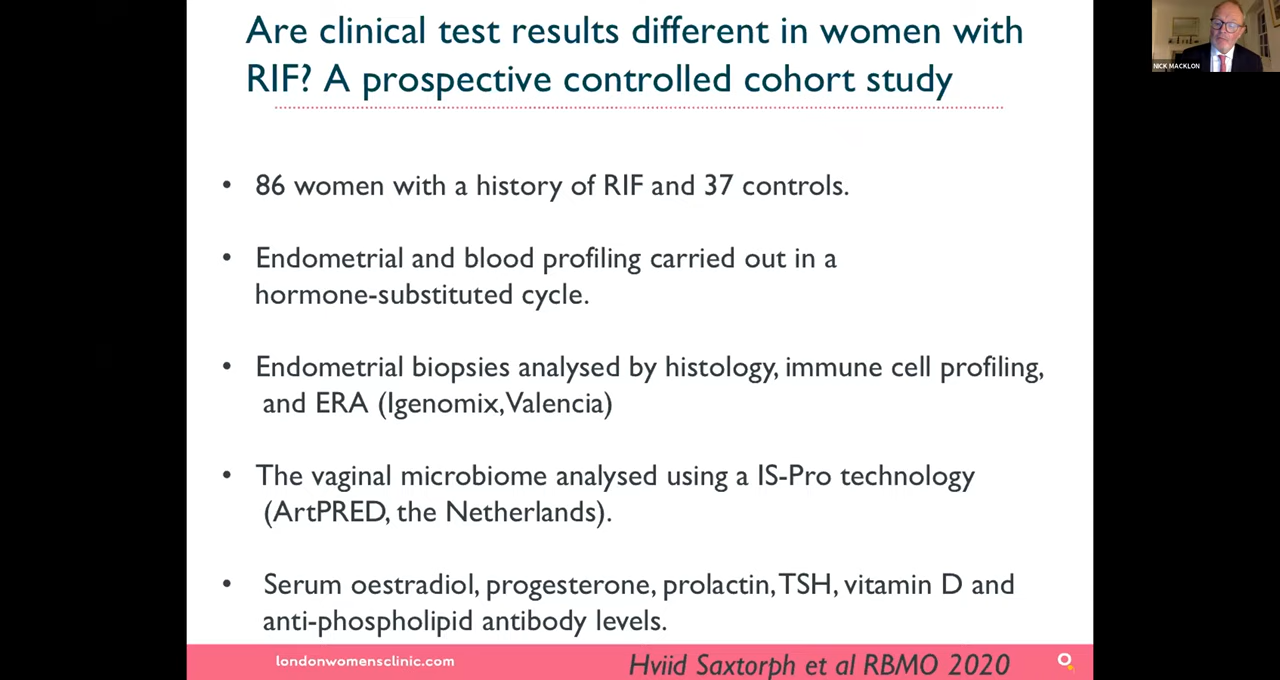 Are clinical test results different in women with
RIF? A prospective controlled cohort study
NICK MACKLON
• 86 women with a history of RIF and 37 controls.
• Endometrial and blood profiling carried out in a
hormone-substituted cycle.
• Endometrial biopsies analysed by histology, immune cell profiling,
and ERA (Igenomix, Valencia)
• The vaginal microbiome analysed using a IS-Pro technology
(ArtPRED, the Netherlands).
• Serum oestradiol, progesterone, prolactin, TSH, vitamin D and
anti-phospholipid antibody levels.
londonwomensclinic.com
Hviid Saxtorph et al RBMO 2020